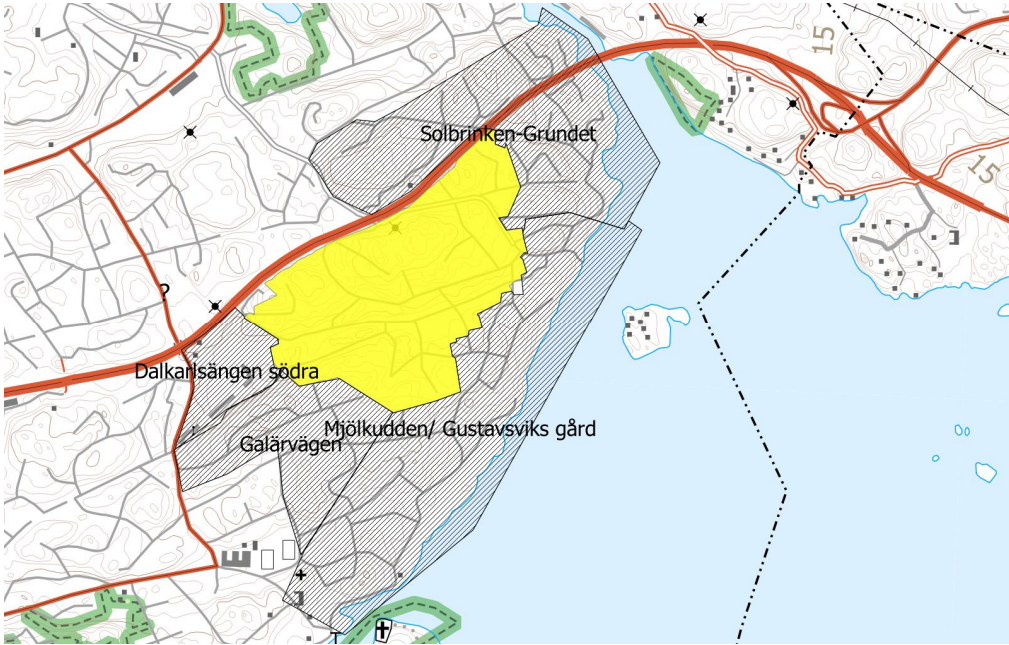 15
Solbrinken-Grundet
15
?
Dalkarlsängen södra
Mjölkudden/ Gustavsviks gård
Galärvägen
T